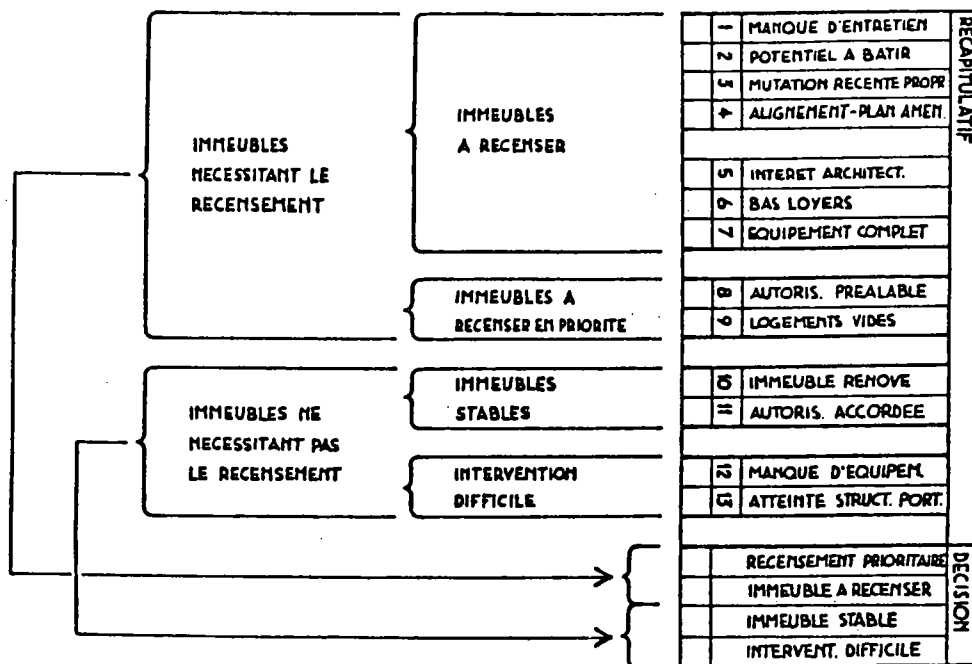 IMMEUBLES
NECESSITANT LE
RECENSEMENT
IMMEUBLES
A RECENSER
IMMEUBLES A
RECENSER EN PRIORITE
IMMEUBLES NE
NECESSITANT PAS
LE RECENSEMENT
IMMEUBLES
STABLES
INTERVENTION
DIFFICILE
RECAPITULATIF
1 MANQUE D'ENTRETIEN
2 POTENTIEL A BATIR
3 MUTATION RECENTE PROPR
4 ALIGNEMENT-PLAN AMEN.
5 INTERET ARCHITECT.
6 BAS LOYERS
7 EQUIPEMENT COMPLET
8 AUTORIS. PREALABLE
9 LOGEMENTS VIDES
10 IMMEUBLE RENOVE
11 AUTORIS. ACCORDEE
12 MANQUE D'EQUIPEM.
13 ATTEINTE STRUCT. PORT.
DECISION
RECENSEMENT PRIORITAIRE
IMMEUBLE A RECENSER
IMMEUBLE STABLE
INTERVENT. DIFFICILE